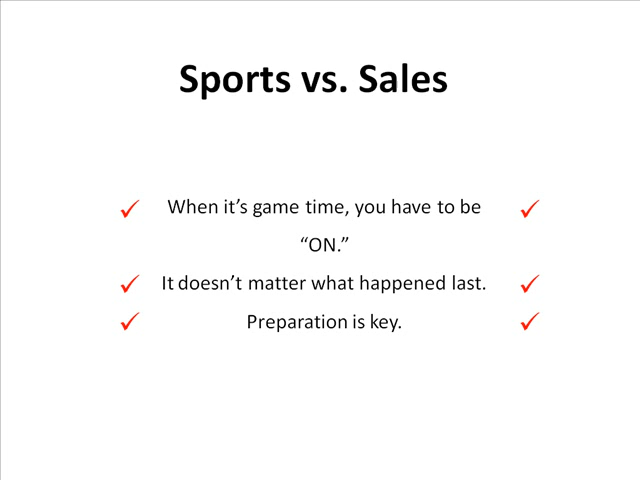 Sports vs. Sales
When it’s game time, you have to be
“ON.”
It doesn’t matter what happened last.
Preparation is key.